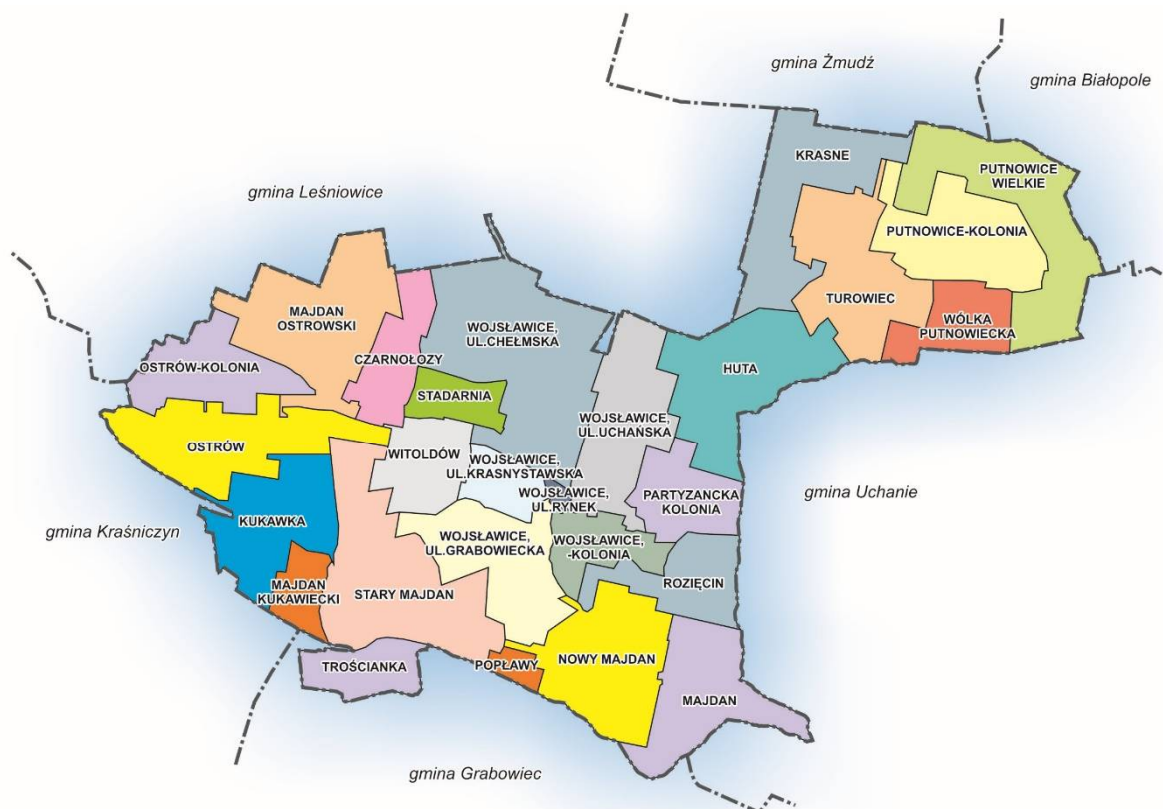 gmina Żmudź
gmina Białopole
KRASNE
PUTNOWICE
WIELKIE
gmina Leśniowice
PUTNOWICE-KOLONIA
TUROWIEC
MAJDAN
OSTROWSKI
WÓLKA
PUTNOWIECKA
WOJSŁAWICE,
UL.CHEŁMSKA
CZARNOŁOZY
OSTRÓW-KOLONIA
HUTA
STADARNIA
WOJSŁAWICE,
UL.UCHAŃSKA
OSTRÓW
WITOLDÓW
WOJSŁAWICE,
UL.KRASNYSTAWSKA
WOJSŁAWICE,
UL.RYNEK
PARTYZANCKA
KOLONIA
gmina Uchanie
KUKAWKA
gmina Kraśniczyn
WOJSŁAWICE,
UL.GRABOWIECKA
WOJSŁAWICE,
-KOLONIA
MAJDAN
KUKAWIECKI
STARY MAJDAN
ROZIĘCIN
TROŚCIANKA
POPŁAWY
NOWY MAJDAN
MAJDAN
gmina Grabowiec